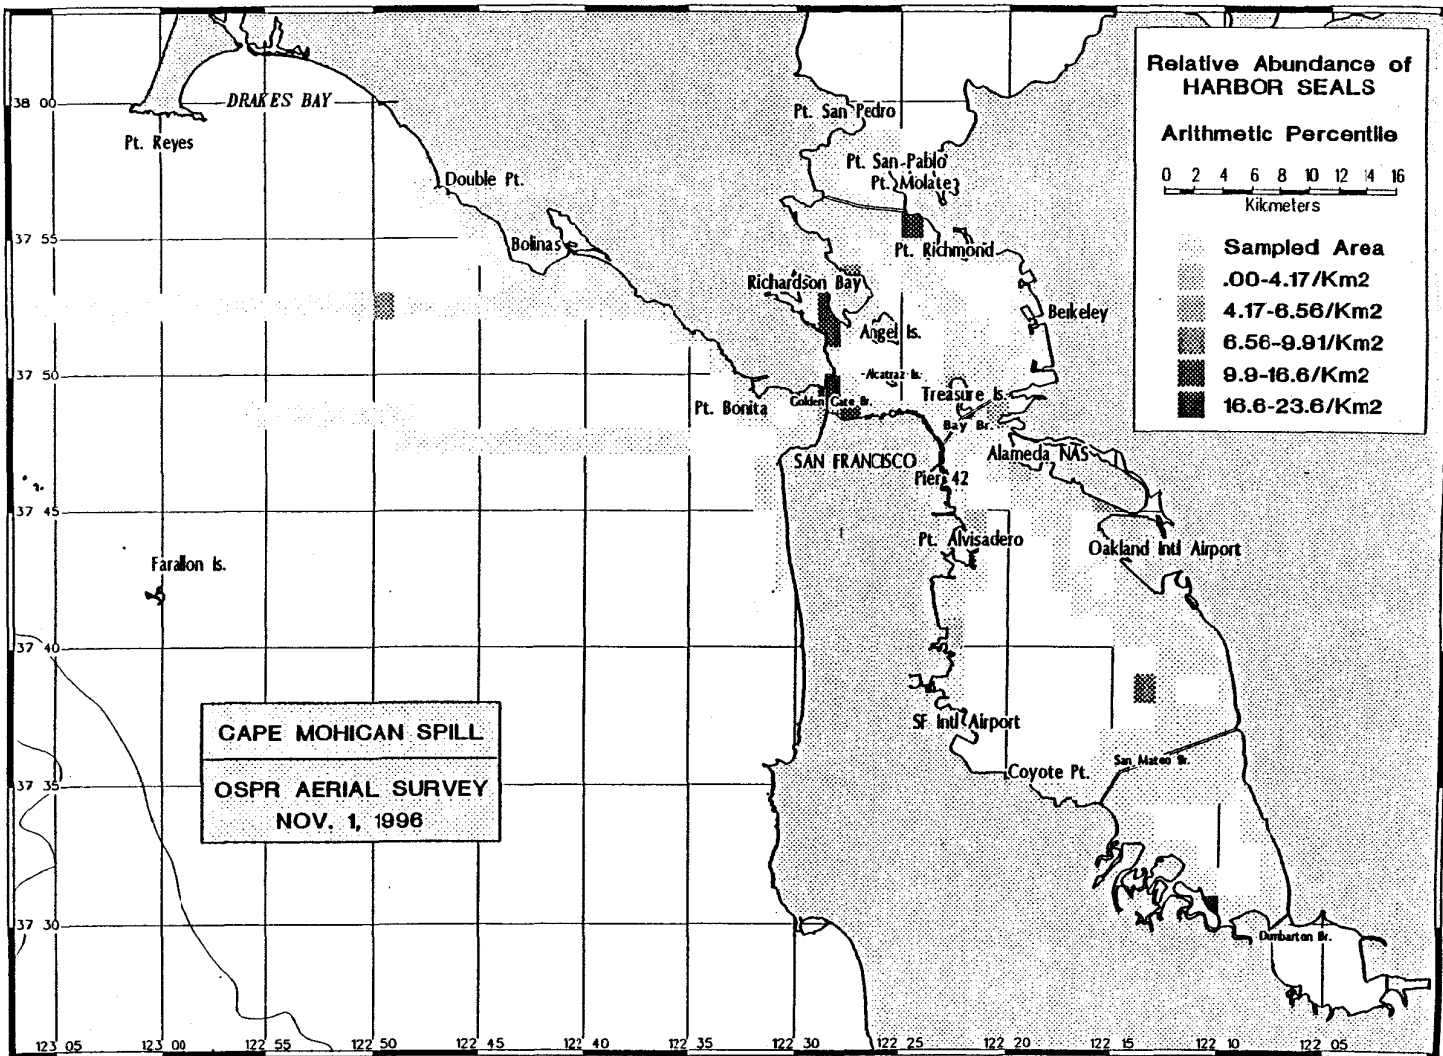 Relative Abundance of
HARBOR SEALS
Arithmetic Percentile
0 2 4 6 8 10 12 14 16
Kilometers
Sampled Area
.00-4.17/Km2
4.17-6.56/Km2
6.56-9.91/Km2
9.9-16.6/Km2
16.6-23.6/Km2
38 00
DRAKES BAY
Pt. Reyes
Pt. San Pedro
Pt. San Pablo
Pt. Molate
Double Pt.
37 55
Bolinas
Pt. Richmond
Richardson Bay
Angel Is.
Berkeley
37 50
Alcatraz Is.
Treasure Is.
Pt. Bonita
Golden Gate Br.
Bay Br.
SAN FRANCISCO
Alameda NAS
Pier 42
37 45
Pt. Alvisadero
Oakland Intl Airport
Farallon Is.
37 40
SF Intl Airport
CAPE MOHICAN SPILL
OSPR AERIAL SURVEY
NOV. 1, 1996
San Mateo Br.
Coyote Pt.
37 35
37 30
Dumbarton Br.
123 05 123 00 122 55 122 50 122 45 122 40 122 35 122 30 122 25 122 20 122 15 122 10 122 05